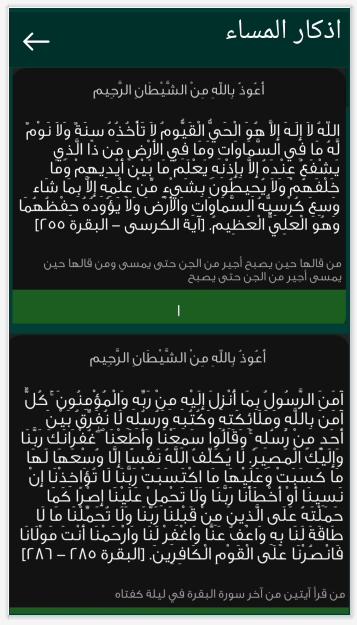 اذكار المساء
أعُوذُ بِاللَّهِ مِنْ الشَّيْطَانِ الرَّجِيمِ
اللّهُ لاَ إِلَـهَ إِلاَّ هُوَ الْحَيُّ الْقَيُّومُ لاَ تَأْخُذُهُ سِنَةٌ وَلاَ نَوْمٌ
لَّهُ مَا فِي السَّمَاوَاتِ وَمَا فِي الأَرْضِ مَن ذَا الَّذِي
يَشْفَعُ عِنْدَهُ إِلاَّ بِإِذْنِهِ يَعْلَمُ مَا بَيْنَ أَيْدِيهِمْ وَمَا
خَلْفَهُمْ وَلاَ يُحِيطُونَ بِشَيْءٍ مِّنْ عِلْمِهِ إِلاَّ بِمَا شَاء
وَسِعَ كُرْسِيُّهُ السَّمَاوَاتِ وَالأَرْضَ وَلاَ يَؤُودُهُ حِفْظُهُمَا
وَهُوَ الْعَلِيُّ الْعَظِيمُ. [آية الكرسى – البقرة ٢٥٥]
من قالها حين يصبح أجير من الجن حتى يمسى ومن قالها حين
يمسى أجير من الجن حتى يصبح
١
أعُوذُ بِاللَّهِ مِنْ الشَّيْطَانِ الرَّجِيمِ
آمَنَ الرَّسُولُ بِمَا أُنْزِلَ إِلَيْهِ مِنْ رَبِّهِ وَالْمُؤْمِنُونَ ۚ كُلٌّ
آمَنَ بِاللَّهِ وَمَلَائِكَتِهِ وَكُتُبِهِ وَرُسُلِهِ لَا نُفَرِّقُ بَيْنَ
أَحَدٍ مِنْ رُسُلِهِ ۚ وَقَالُوا سَمِعْنَا وَأَطَعْنَا ۖ غُفْرَانَكَ رَبَّنَا
وَإِلَيْكَ الْمَصِيرُ. لَا يُكَلِّفُ اللَّهُ نَفْسًا إِلَّا وُسْعَهَا لَهَا
مَا كَسَبَتْ وَعَلَيْهَا مَا اكْتَسَبَتْ رَبَّنَا لَا تُؤَاخِذْنَا إِنْ
نَسِينَا أَوْ أَخْطَأْنَا رَبَّنَا وَلَا تَحْمِلْ عَلَيْنَا إِصْرًا كَمَا
حَمَلْتَهُ عَلَى الَّذِينَ مِنْ قَبْلِنَا رَبَّنَا وَلَا تُحَمِّلْنَا مَا لَا
طَاقَةَ لَنَا بِهِ وَاعْفُ عَنَّا وَاغْفِرْ لَنَا وَارْحَمْنَا أَنْتَ مَوْلَانَا
فَانْصُرْنَا عَلَى الْقَوْمِ الْكَافِرِينَ. [البقرة ٢٨٥ – ٢٨٦]
من قرأ آيتين من آخر سورة البقرة في ليلة كفتاه